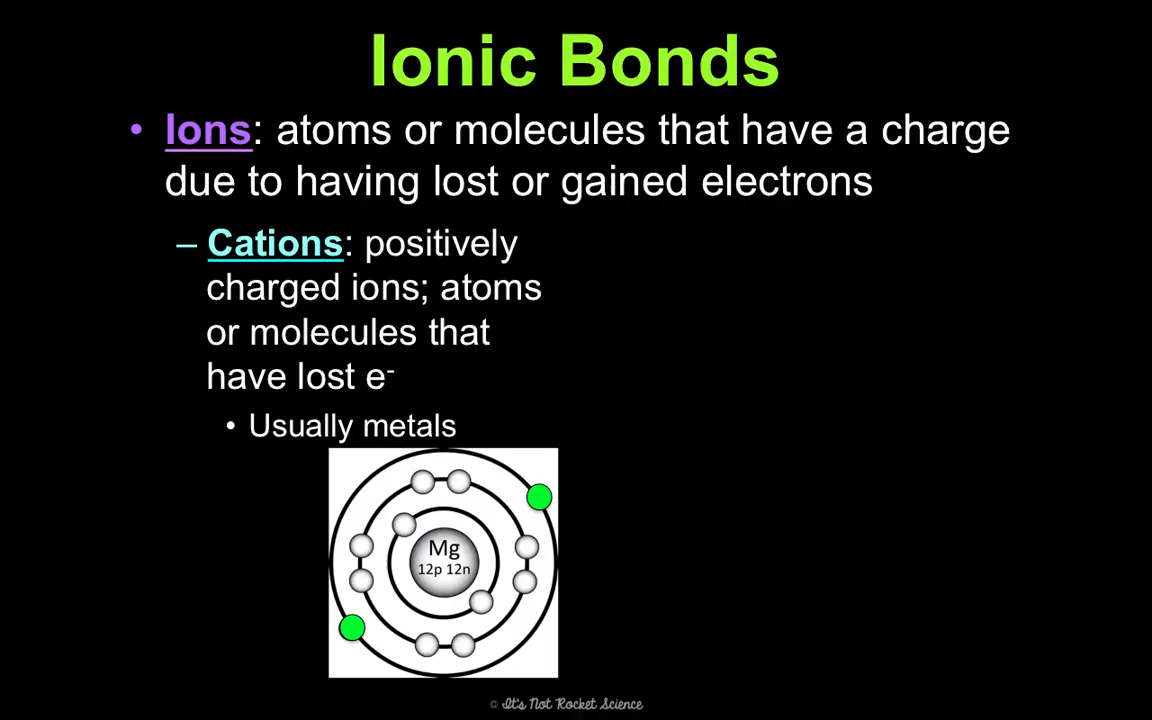 Ionic Bonds
• Ions: atoms or molecules that have a charge
due to having lost or gained electrons
– Cations: positively
charged ions; atoms
or molecules that
have lost e⁻
• Usually metals
Mg
12p 12n
© It's Not Rocket Science